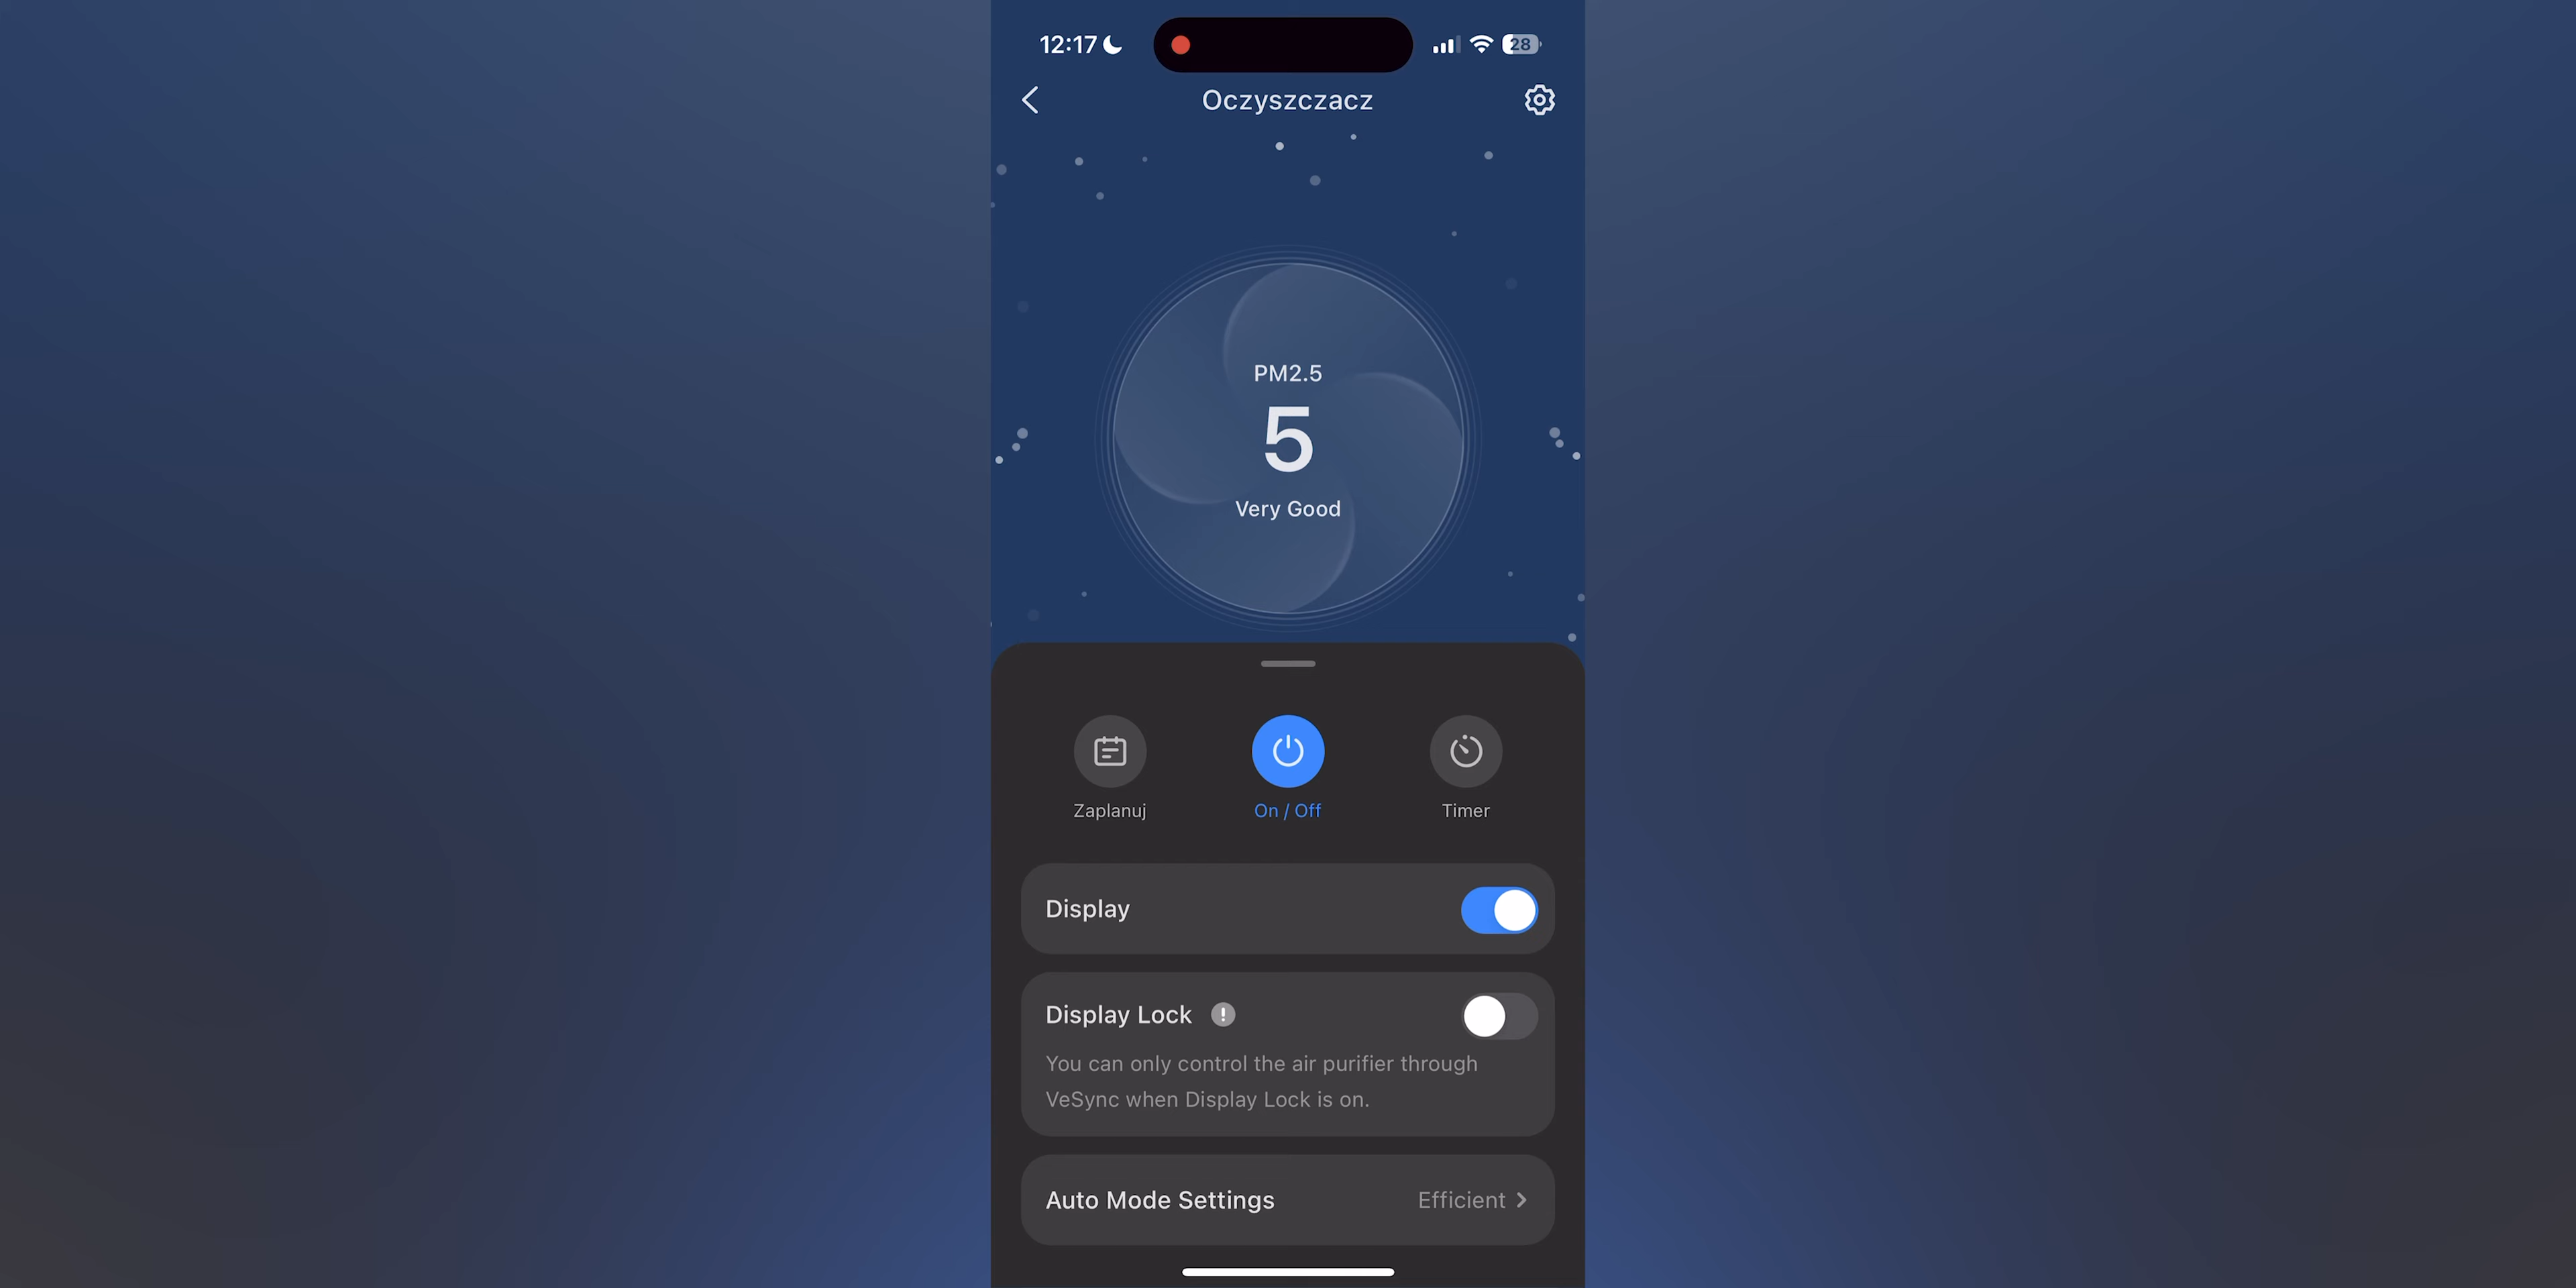 12:17
28
Oczyszczacz
PM2.5
5
Very Good
Zaplanuj
On / Off
Timer
Display
Display Lock
You can only control the air purifier through
VeSync when Display Lock is on.
Auto Mode Settings
Efficient